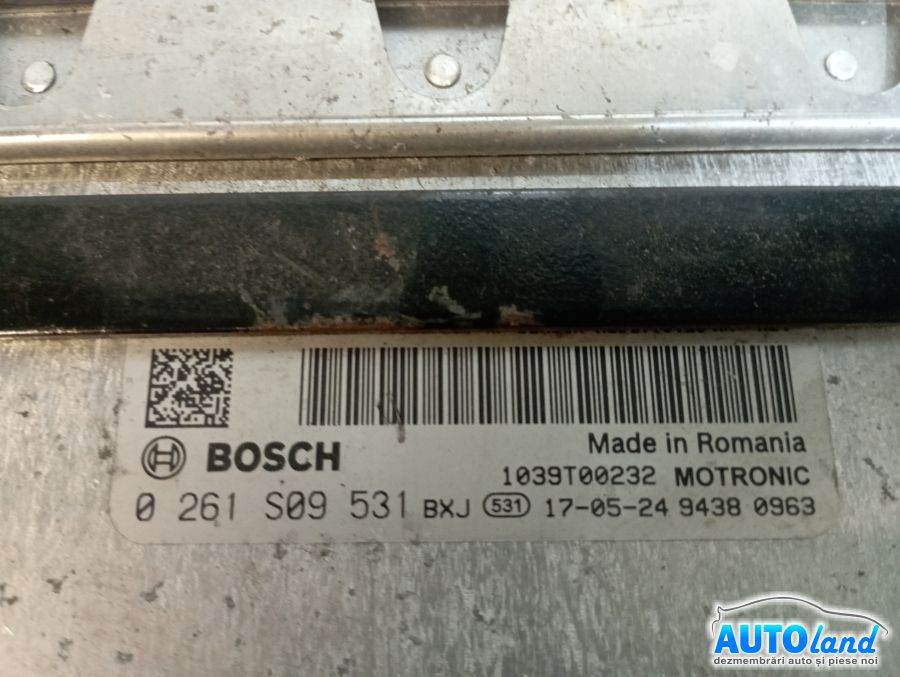 BOSCH
Made in Romania
1039T00232 MOTRONIC
0 261 S09 531 BXJ 531 17-05-24 9438 0963
AUTOland
dezmembrări auto și piese noi